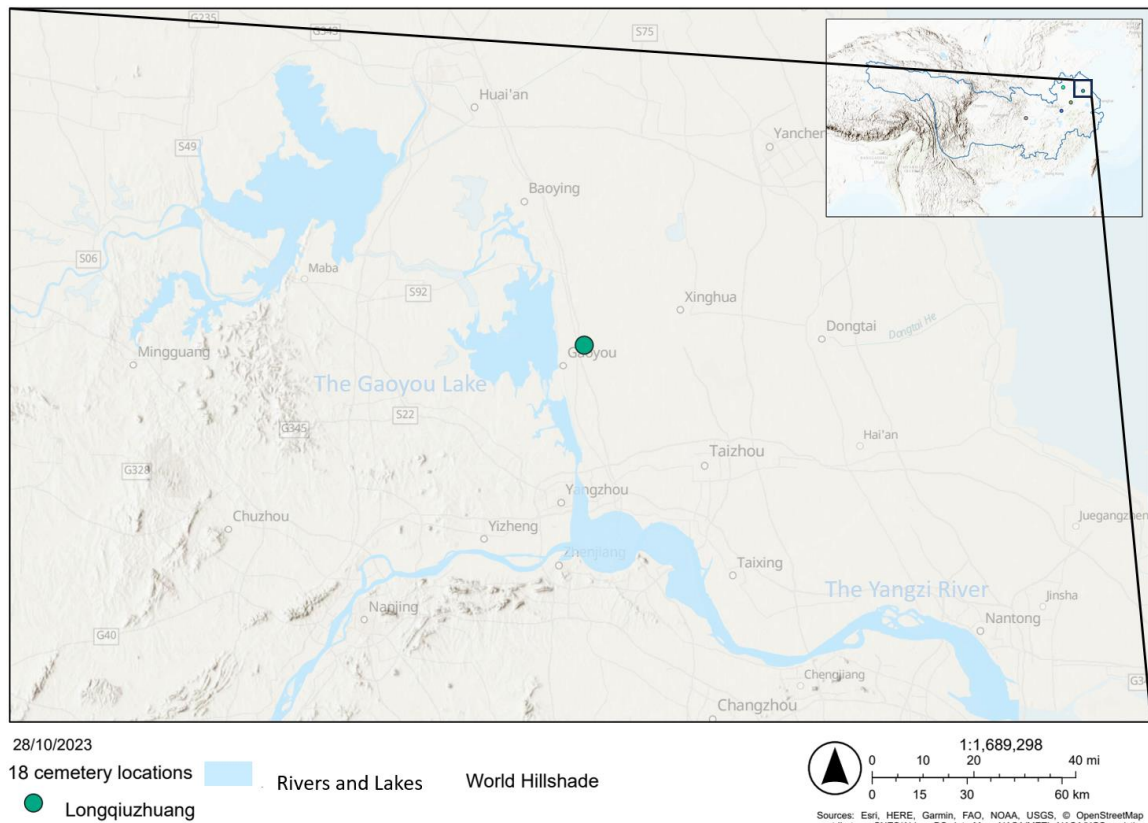 G235
G343
S75
Huai'an
Yanchen
S49
Baoying
S06
Maba
S92
Xinghua
Dongtai
Dongtai He
Mingguang
Gaoyou
The Gaoyou Lake
S22
G345
Hai'an
G328
Taizhou
Yangzhou
Chuzhou
Yizheng
Juegangzhen
Zhenjiang
Taixing
The Yangzi River
Jinsha
Nanjing
Nantong
G40
Chengjiang
Changzhou
28/10/2023
18 cemetery locations
Rivers and Lakes
World Hillshade
Longqiuzhuang
1:1,689,298
0 10 20 40 mi
0 15 30 60 km
Sources: Esri, HERE, Garmin, FAO, NOAA, USGS, © OpenStreetMap